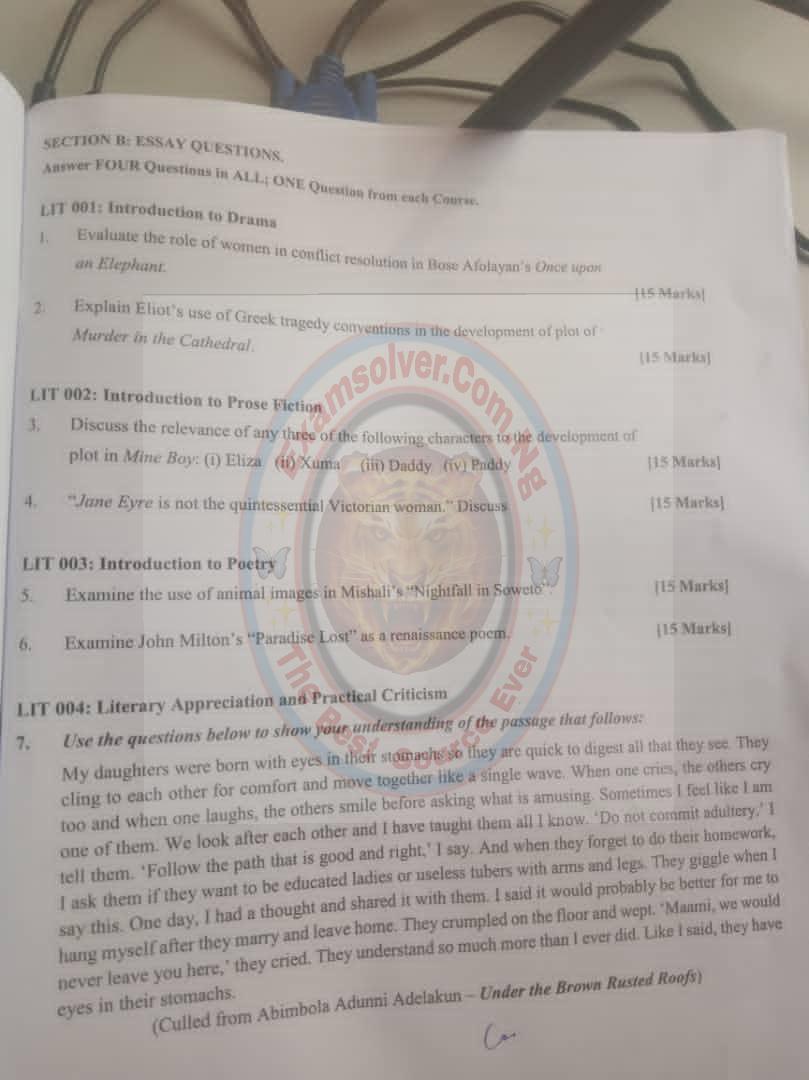 SECTION B: ESSAY QUESTIONS.
Answer FOUR Questions in ALL; ONE Question from each Course.
LIT 001: Introduction to Drama
1. Evaluate the role of women in conflict resolution in Bose Afolayan's Once upon
an Elephant.
[15 Marks]
2. Explain Eliot's use of Greek tragedy conventions in the development of plot of
Murder in the Cathedral.
[15 Marks]
LIT 002: Introduction to Prose Fiction
3. Discuss the relevance of any three of the following characters to the development of
plot in Mine Boy: (i) Eliza (ii) Xuma (iii) Daddy (iv) Paddy [15 Marks]
4. "Jane Eyre is not the quintessential Victorian woman." Discuss [15 Marks]
LIT 003: Introduction to Poetry
5. Examine the use of animal images in Mishali's "Nightfall in Soweto". [15 Marks]
6. Examine John Milton's "Paradise Lost" as a renaissance poem. [15 Marks]
LIT 004: Literary Appreciation and Practical Criticism
7. Use the questions below to show your understanding of the passage that follows:
My daughters were born with eyes in their stomachs so they are quick to digest all that they see. They
cling to each other for comfort and move together like a single wave. When one cries, the others cry
too and when one laughs, the others smile before asking what is amusing. Sometimes I feel like I am
one of them. We look after each other and I have taught them all I know. 'Do not commit adultery,' I
tell them. 'Follow the path that is good and right,' I say. And when they forget to do their homework,
I ask them if they want to be educated ladies or useless tubers with arms and legs. They giggle when I
say this. One day, I had a thought and shared it with them. I said it would probably be better for me to
hang myself after they marry and leave home. They crumpled on the floor and wept. 'Maami, we would
never leave you here,' they cried. They understand so much more than I ever did. Like I said, they have
eyes in their stomachs.
(Culled from Abimbola Adunni Adelakun – Under the Brown Rusted Roofs)
Examsolver.Com.Ng
The Best Source Ever